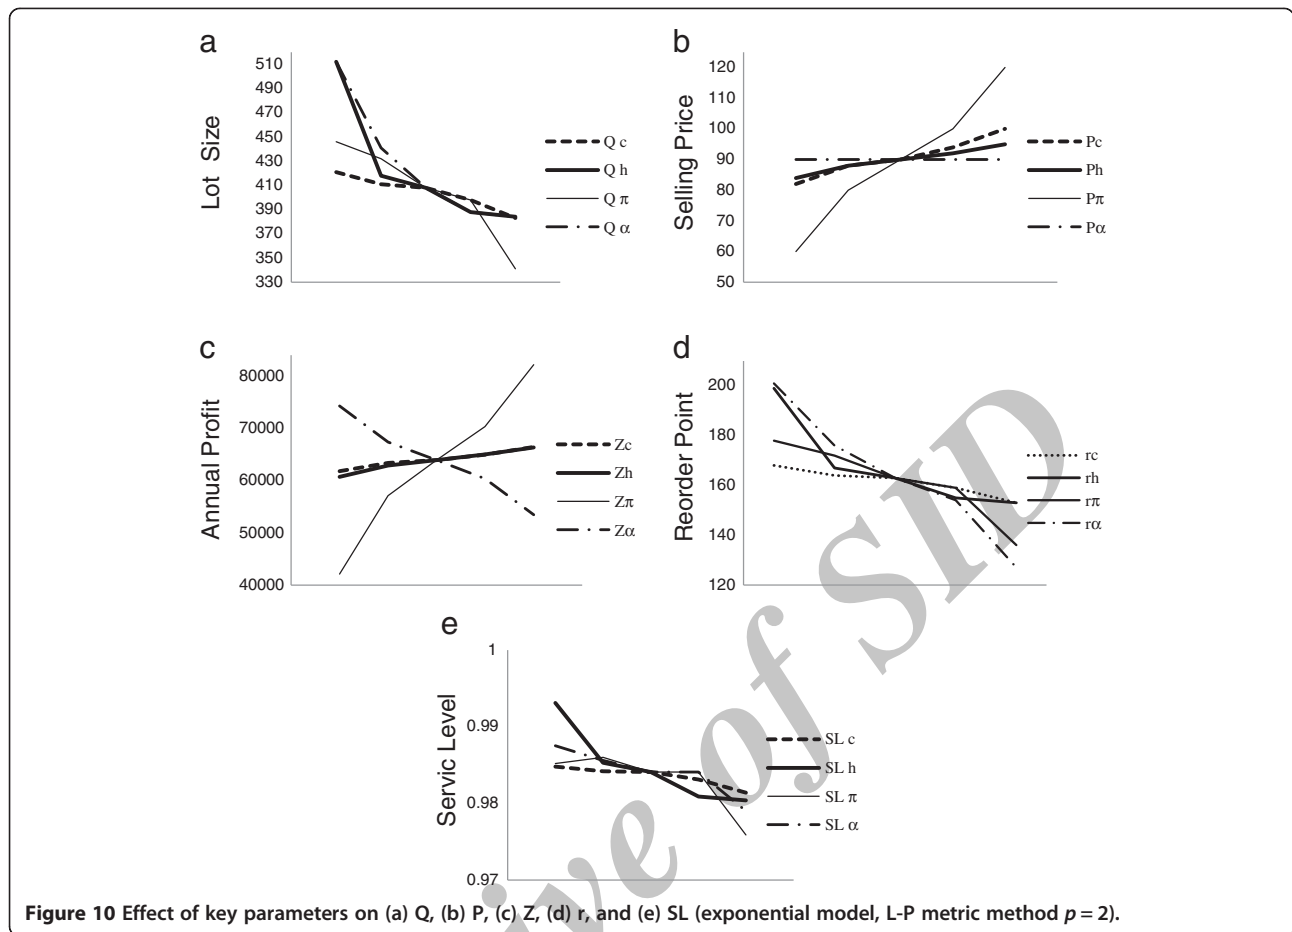 a
Lot Size
510
490
470
450
430
410
390
370
350
330
Q c
Q h
Q π
Q α
b
Selling Price
120
110
100
90
80
70
60
50
Pc
Ph
Pπ
Pα
c
Annual Profit
80000
70000
60000
50000
40000
Zc
Zh
Zπ
Zα
d
Reorder Point
200
180
160
140
120
rc
rh
rπ
rα
e
Servic Level
1
0.99
0.98
0.97
SL c
SL h
SL π
SL α
ive of SID
Figure 10 Effect of key parameters on (a) Q, (b) P, (c) Z, (d) r, and (e) SL (exponential model, L-P metric method p = 2).